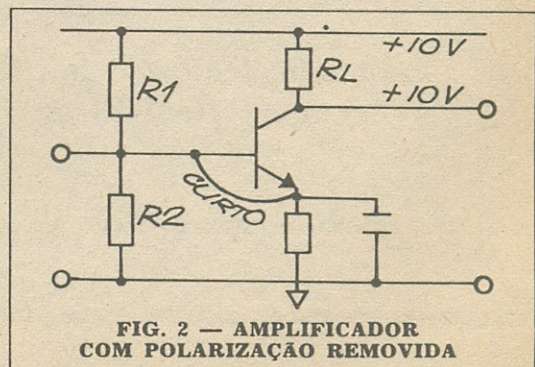 +10V
R1
RL
+10V
CURTO
R2
FIG. 2 — AMPLIFICADOR
COM POLARIZAÇÃO REMOVIDA